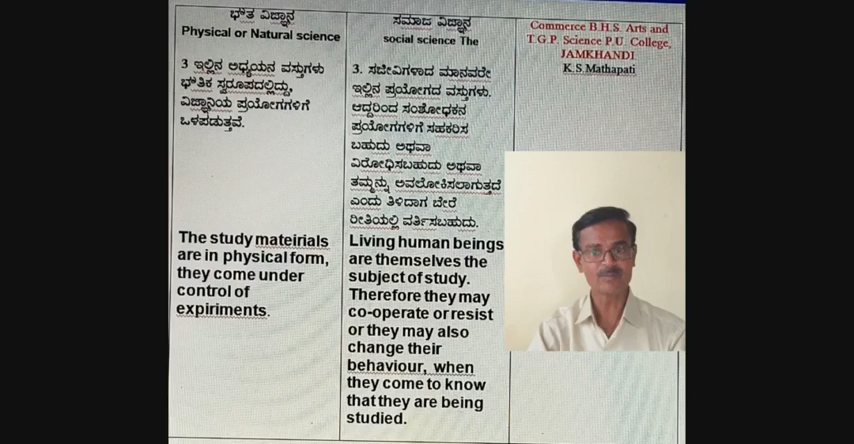 ಭೌತ ವಿಜ್ಞಾನ
Physical or Natural science
3 ಇಲ್ಲಿನ ಅಧ್ಯಯನ ವಸ್ತುಗಳು
ಭೌತಿಕ ಸ್ವರೂಪದಲ್ಲಿದ್ದು,
ವಿಜ್ಞಾನಿಯ ಪ್ರಯೋಗಗಳಿಗೆ
ಒಳಪಡುತ್ತವೆ.
The study mateirials
are in physical form,
they come under
control of
expiriments.
ಸಮಾಜ ವಿಜ್ಞಾನ
social science The
3. ಸಜೀವಿಗಳಾದ ಮಾನವರೇ
ಇಲ್ಲಿನ ಪ್ರಯೋಗದ ವಸ್ತುಗಳು.
ಆದ್ದರಿಂದ ಸಂಶೋಧಕನ
ಪ್ರಯೋಗಗಳಿಗೆ ಸಹಕರಿಸ
ಬಹುದು ಅಥವಾ
ವಿರೋಧಿಸಬಹುದು ಅಥವಾ
ತಮ್ಮನ್ನು ಅವಲೋಕಿಸಲಾಗುತ್ತದೆ
ಎಂದು ತಿಳಿದಾಗ ಬೇರೆ
ರೀತಿಯಲ್ಲಿ ವರ್ತಿಸಬಹುದು.
Living human beings
are themselves the
subject of study.
Therefore they may
co-operate or resist
or they may also
change their
behaviour, when
they come to know
that they are being
studied.
Commerce B.H.S. Arts and
T.G.P. Science P.U. College,
JAMKHANDI
K.S.Mathapati